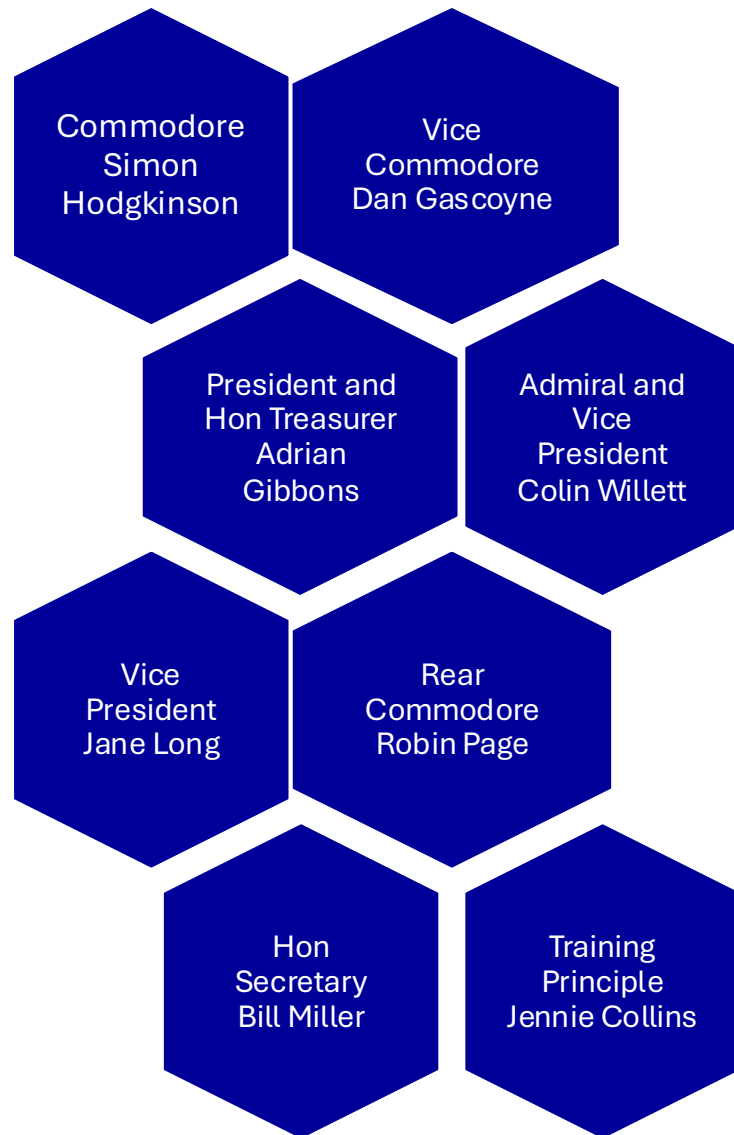 Commodore
Simon
Hodgkinson
Vice
Commodore
Dan Gascoyne
President and
Hon Treasurer
Adrian
Gibbons
Admiral and
Vice
President
Colin Willett
Vice
President
Jane Long
Rear
Commodore
Robin Page
Hon
Secretary
Bill Miller
Training
Principle
Jennie Collins